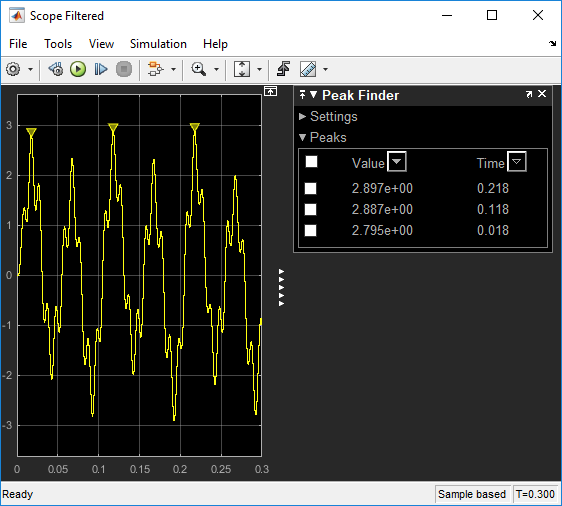 Scope Filtered
File Tools View Simulation Help
Peak Finder
Settings
Peaks
Value Time
2.897e+00 0.218
2.887e+00 0.118
2.795e+00 0.018
3
2
1
0
-1
-2
-3
0 0.05 0.1 0.15 0.2 0.25 0.3
Ready Sample based T=0.300